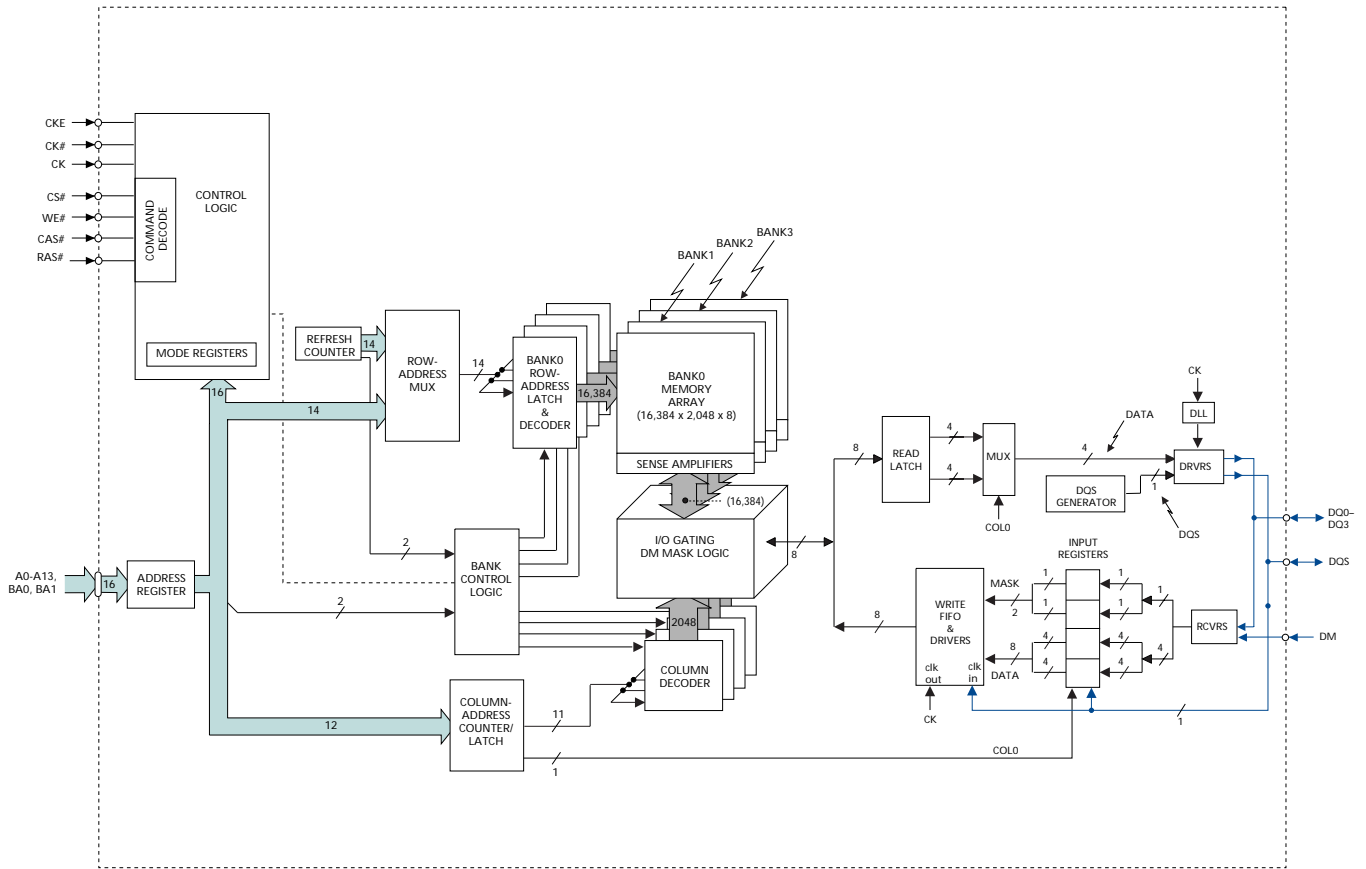 CKE
CK#
CK
CS#
WE#
CAS#
RAS#
COMMAND
DECODE
CONTROL
LOGIC
MODE REGISTERS
16
REFRESH
COUNTER
14
14
ROW-
ADDRESS
MUX
14
BANK0
ROW-
ADDRESS
LATCH
&
DECODER
16,384
BANK1
BANK2
BANK3
BANK0
MEMORY
ARRAY
(16,384 x 2,048 x 8)
SENSE AMPLIFIERS
(16,384)
I/O GATING
DM MASK LOGIC
8
2048
COLUMN
DECODER
2
2
BANK
CONTROL
LOGIC
A0-A13,
BA0, BA1
16
ADDRESS
REGISTER
12
COLUMN-
ADDRESS
COUNTER/
LATCH
11
1
COL0
8
READ
LATCH
4
4
MUX
COL0
4
DATA
CK
DLL
DRVRS
DQS
GENERATOR
1
DQS
DQ0–
DQ3
DQS
DM
INPUT
REGISTERS
8
WRITE
FIFO
&
DRIVERS
clk
out
clk
in
CK
MASK
2
8
DATA
1
1
4
4
1
1
4
4
1
4
RCVRS
1